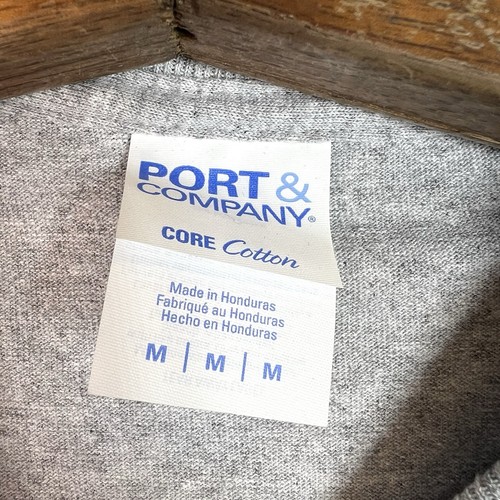 PORT &
COMPANY®
CORE Cotton
Made in Honduras
Fabriqué au Honduras
Hecho en Honduras
M | M | M